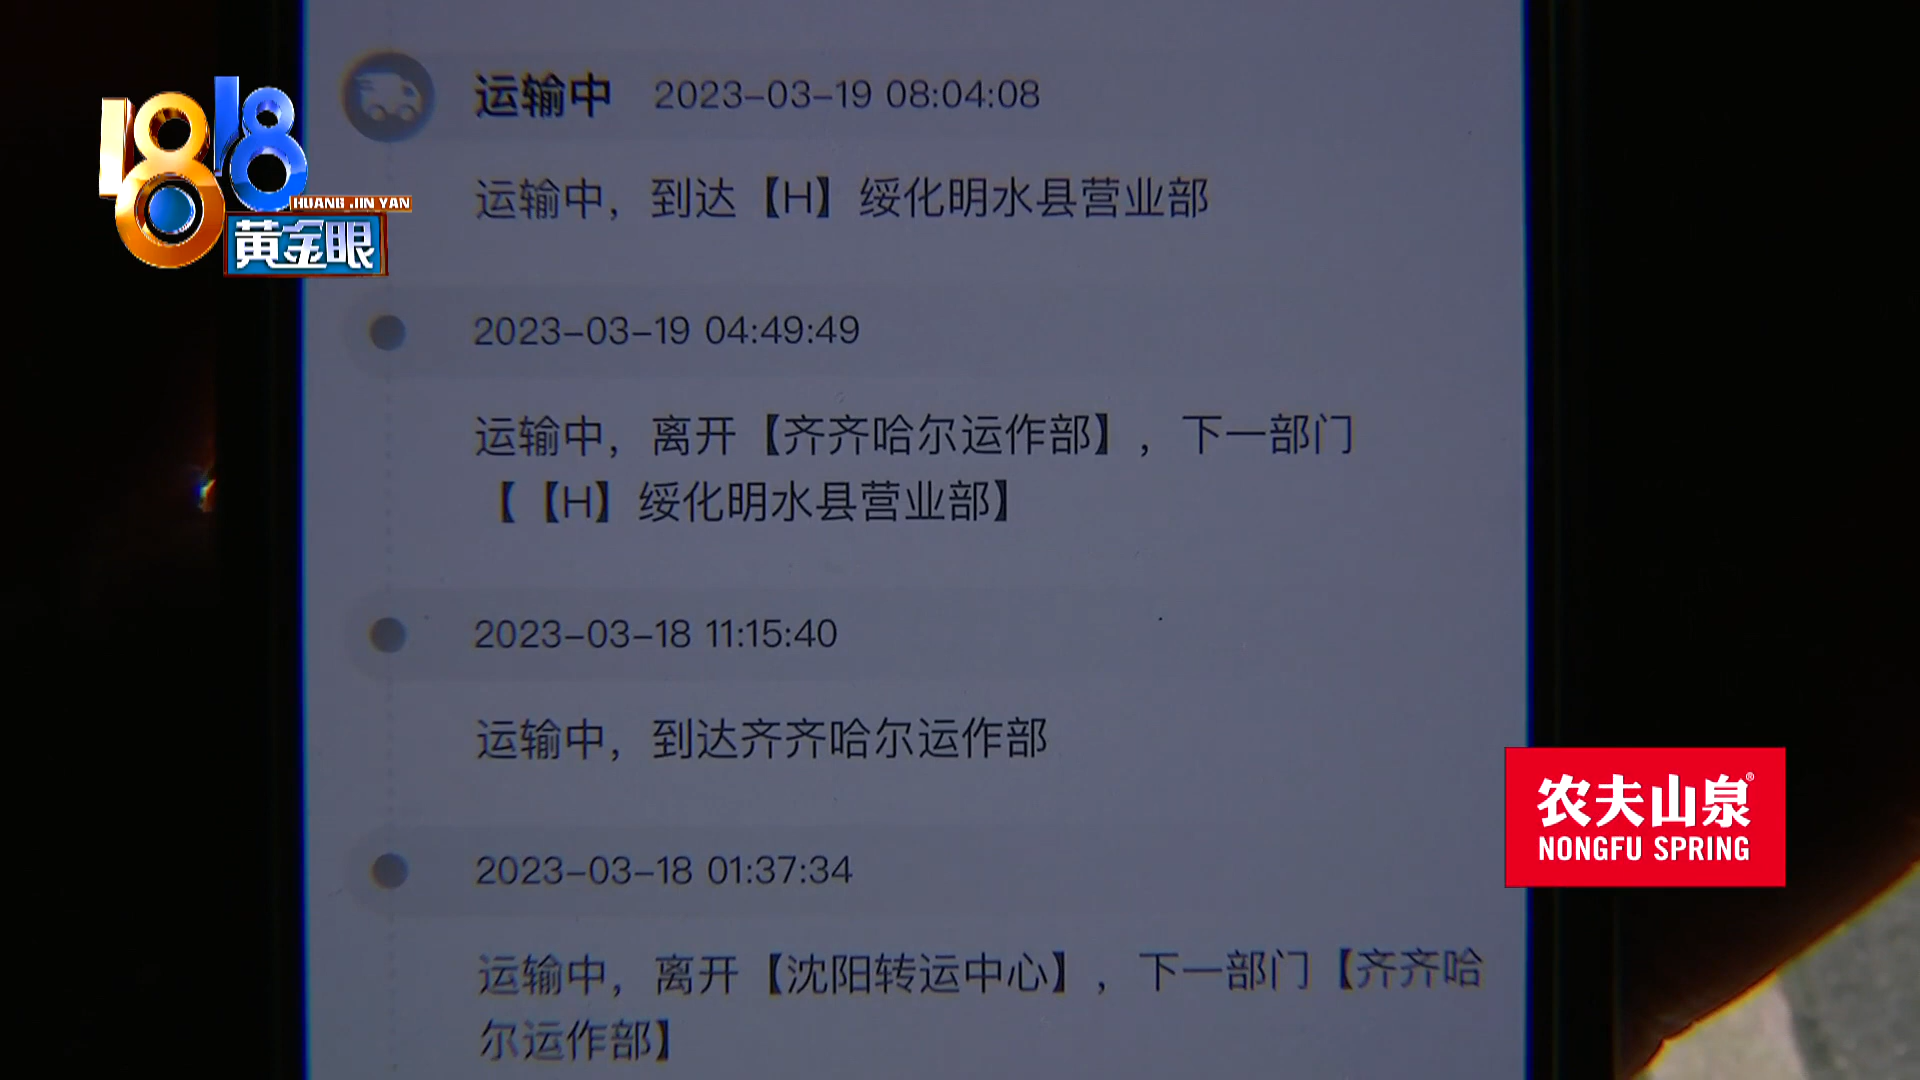 1818
HUANG JIN YAN
黄金眼
运输中 2023-03-19 08:04:08
运输中，到达【H】绥化明水县营业部
2023-03-19 04:49:49
运输中，离开【齐齐哈尔运作部】，下一部门
【【H】绥化明水县营业部】
2023-03-18 11:15:40
运输中，到达齐齐哈尔运作部
2023-03-18 01:37:34
运输中，离开【沈阳转运中心】，下一部门【齐齐哈
尔运作部】
农夫山泉®
NONGFU SPRING